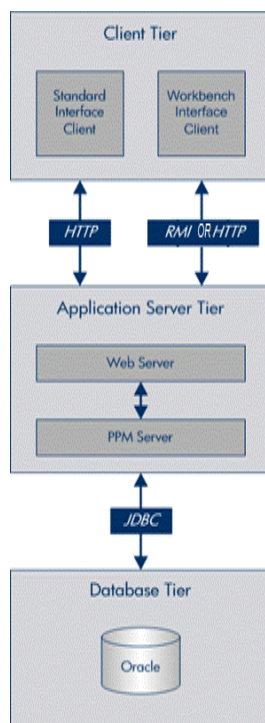 Client Tier
Standard
Interface
Client
Workbench
Interface
Client
HTTP
RMI OR HTTP
Application Server Tier
Web Server
PPM Server
JDBC
Database Tier
Oracle